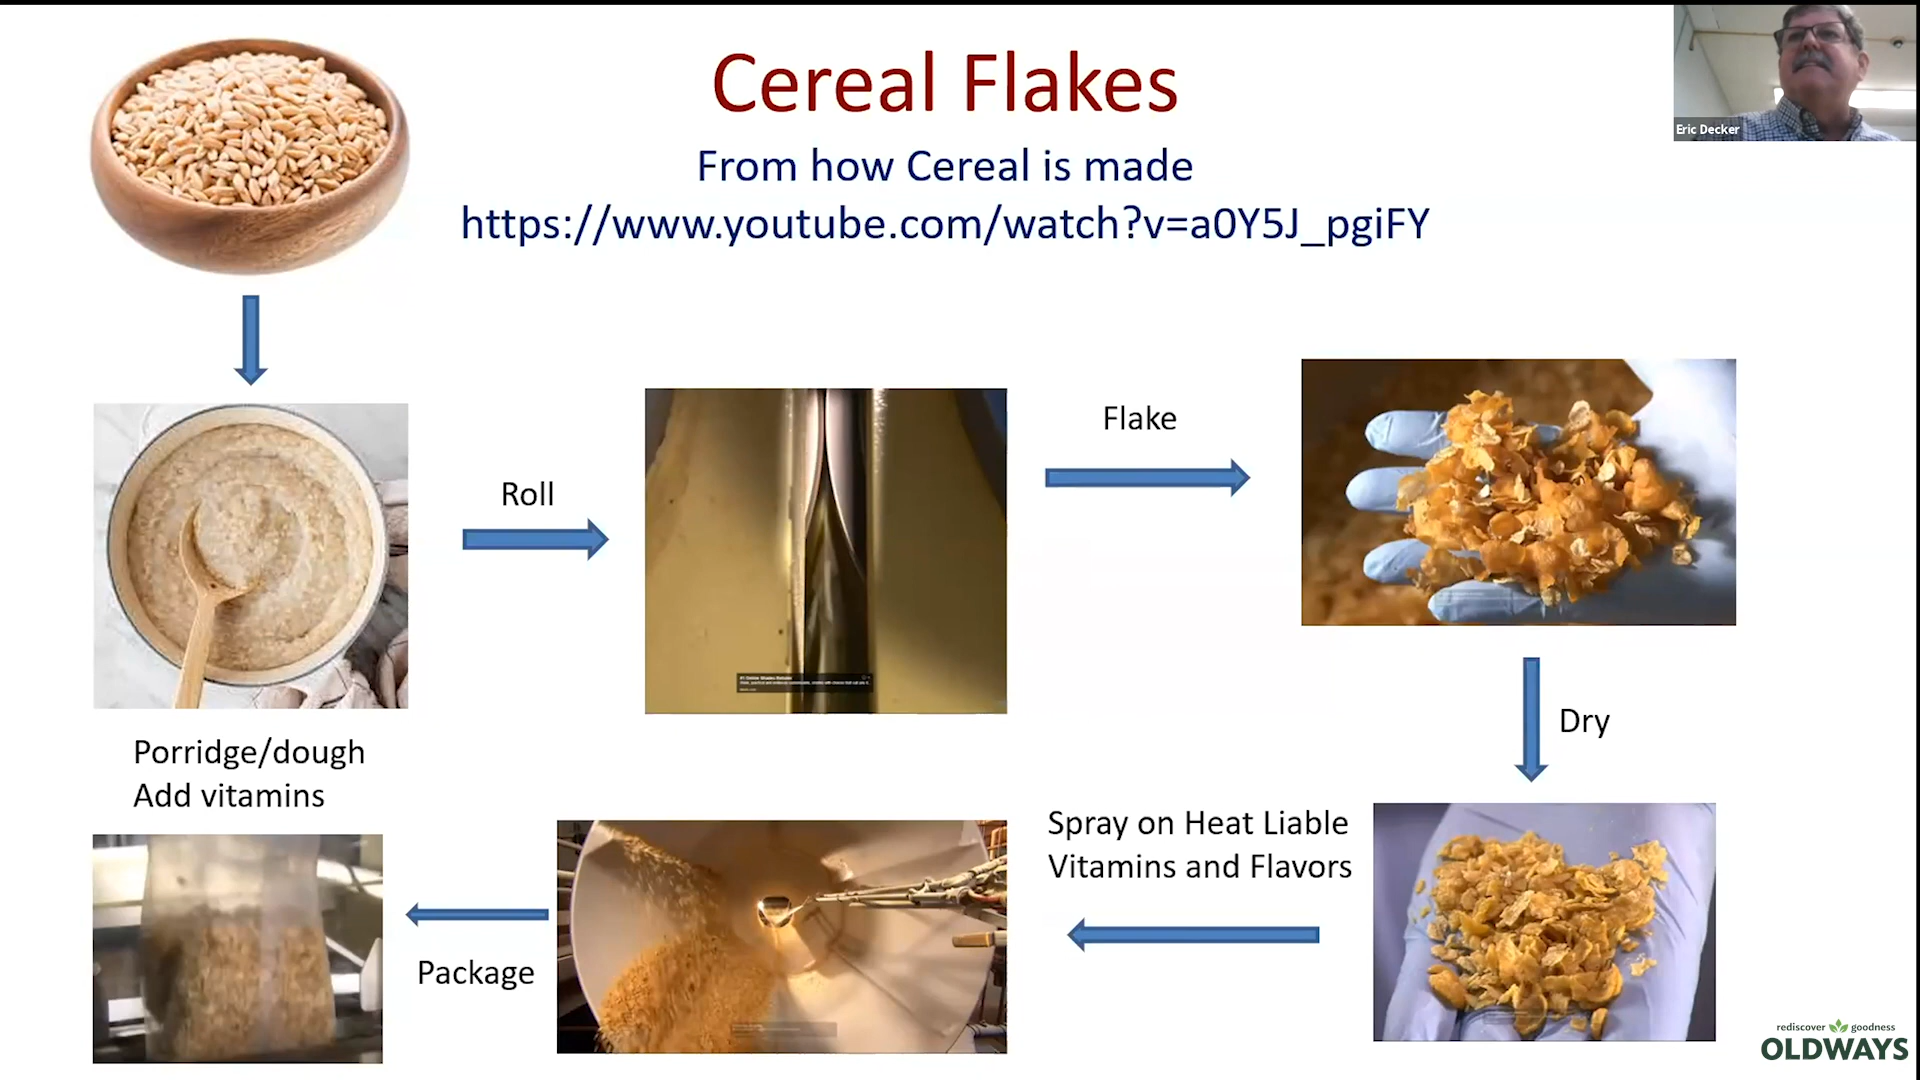 Cereal Flakes
From how Cereal is made
https://www.youtube.com/watch?v=a0Y5J_pgiFY
Eric Decker
Flake
Roll
Dry
Porridge/dough
Add vitamins
Spray on Heat Liable
Vitamins and Flavors
Package
rediscover goodness
OLDWAYS